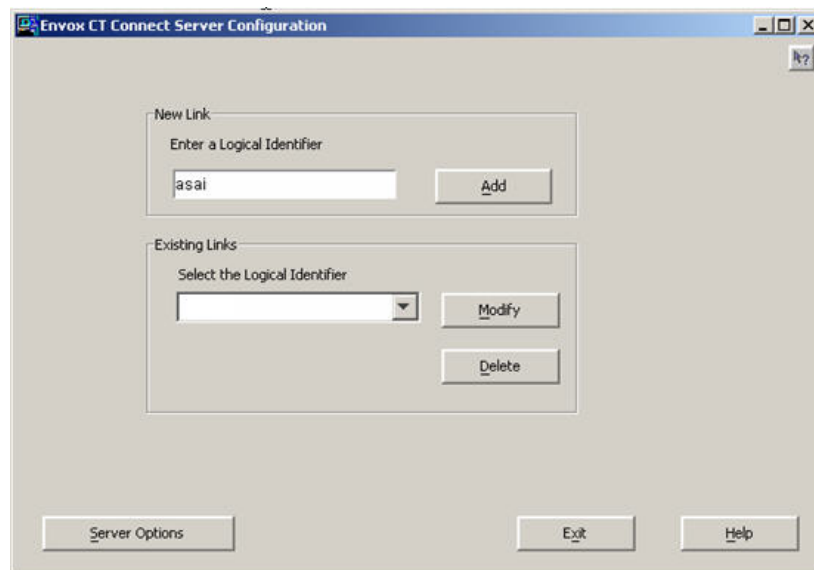 Envox CT Connect Server Configuration
New Link
Enter a Logical Identifier
asai
Add
Existing Links
Select the Logical Identifier
Modify
Delete
Server Options
Exit
Help